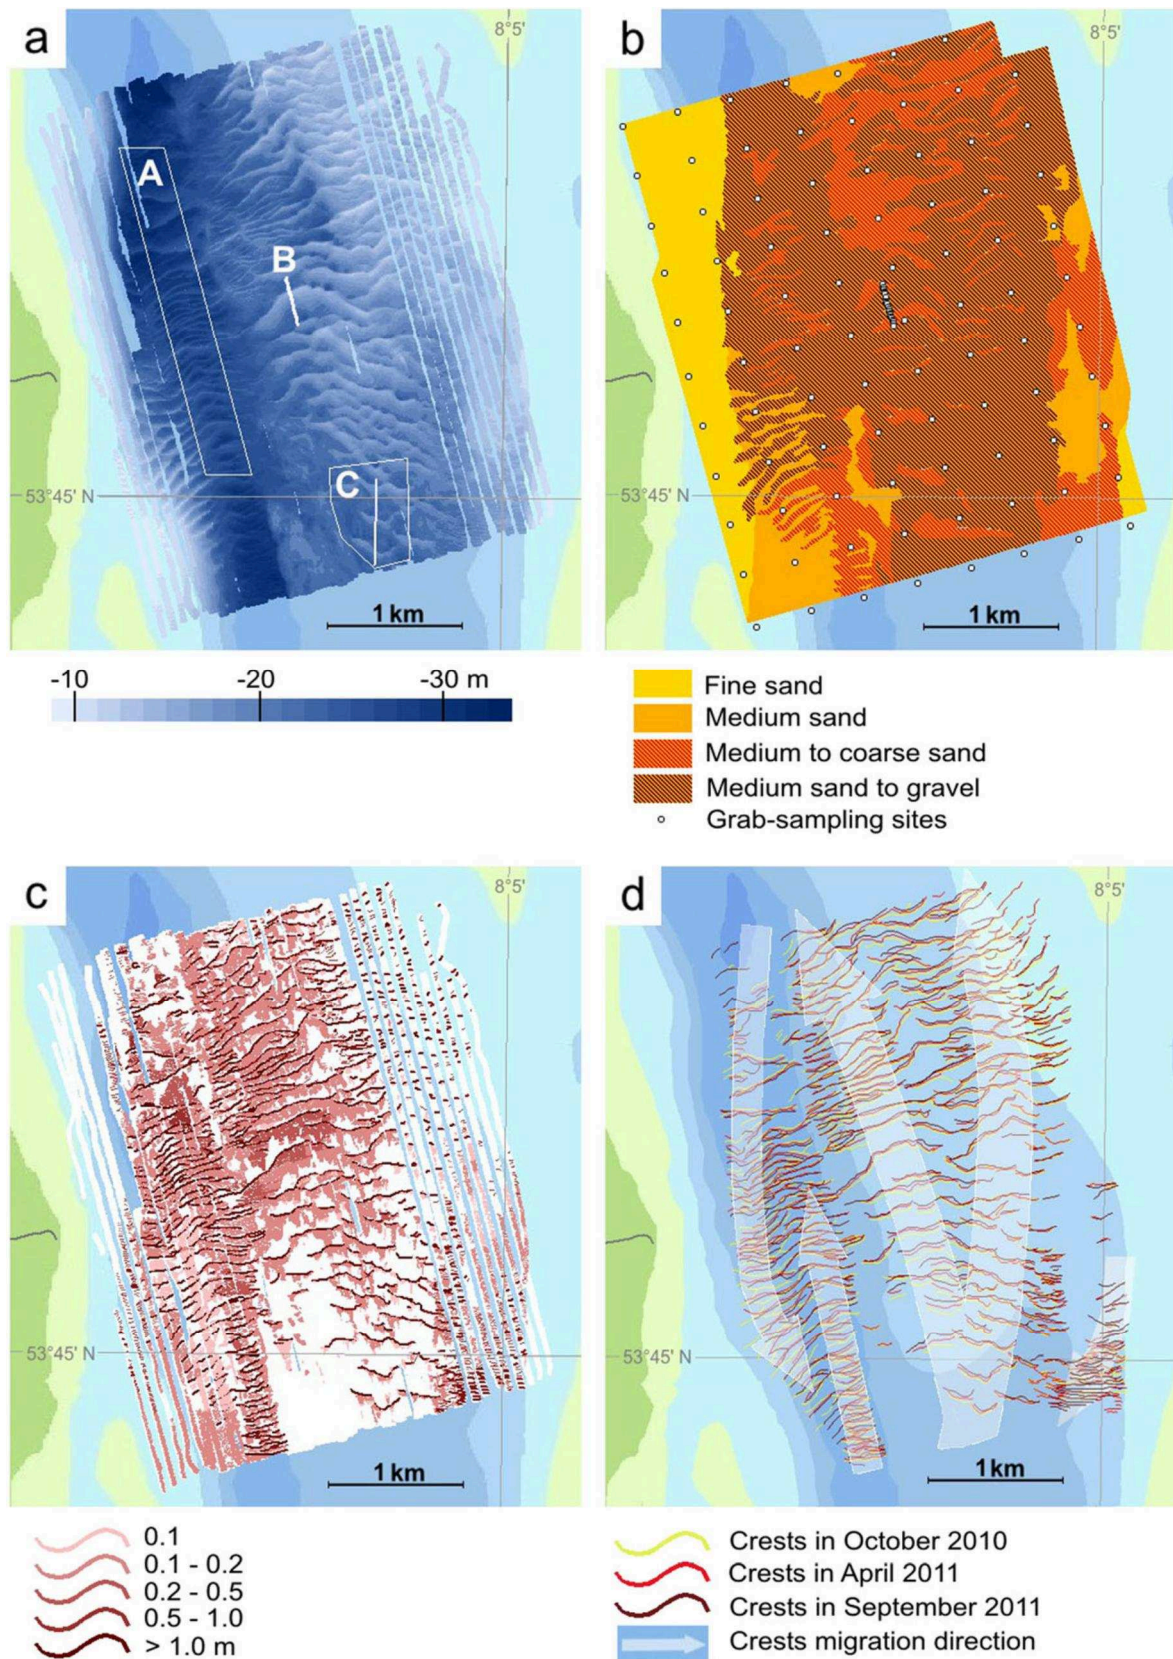 a
8°5'
A
B
C
53°45' N
1 km
-10 -20 -30 m
b
8°5'
53°45' N
1 km
Fine sand
Medium sand
Medium to coarse sand
Medium sand to gravel
Grab-sampling sites
c
8°5'
53°45' N
1 km
0.1
0.1 - 0.2
0.2 - 0.5
0.5 - 1.0
> 1.0 m
d
8°5'
53°45' N
1 km
Crests in October 2010
Crests in April 2011
Crests in September 2011
Crests migration direction